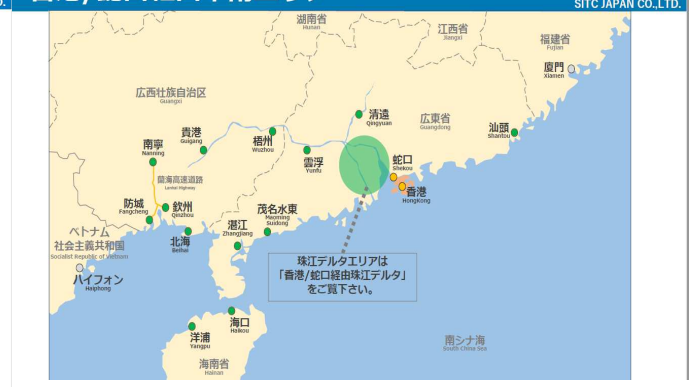 SITC JAPAN CO.,LTD.
湖南省
Hunan
江西省
Jiangxi
福建省
Fujian
廈門
Xiamen
広西壮族自治区
Guangxi
清遠
Qingyuan
広東省
Guangdong
汕頭
Shantou
貴港
Guigang
梧州
Wuzhou
南寧
Nanning
雲浮
Yunfu
蛇口
Shekou
香港
HongKong
蘭海高速道路
Lanhai Highway
防城
Fangcheng
欽州
Qinzhou
茂名水東
Maoming
Suidong
湛江
Zhangjiang
北海
Beihai
ベトナム
社会主義共和国
Socialist Republic of Vietnam
ハイフォン
Haiphong
珠江デルタエリアは
「香港/蛇口経由珠江デルタ」
をご覧下さい。
海口
Haikou
洋浦
Yangpu
海南省
Hainan
南シナ海
South China Sea